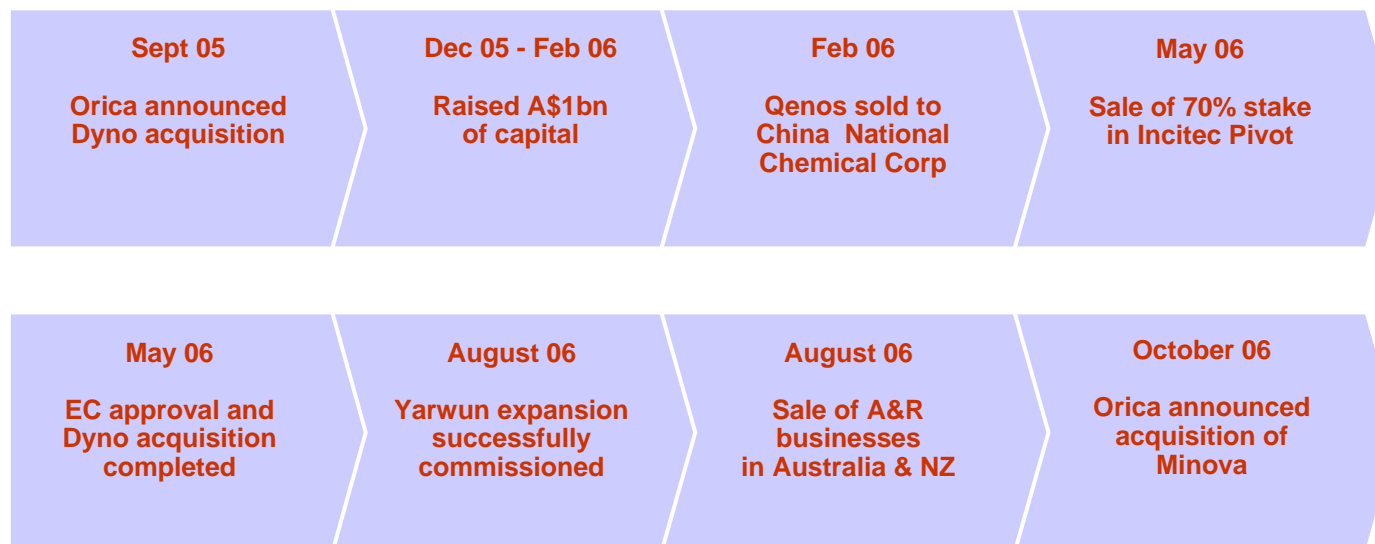 Sept 05
Orica announced
Dyno acquisition
Dec 05 - Feb 06
Raised A$1bn
of capital
Feb 06
Qenos sold to
China National
Chemical Corp
May 06
Sale of 70% stake
in Incitec Pivot
May 06
EC approval and
Dyno acquisition
completed
August 06
Yarwun expansion
successfully
commissioned
August 06
Sale of A&R
businesses
in Australia & NZ
October 06
Orica announced
acquisition of
Minova